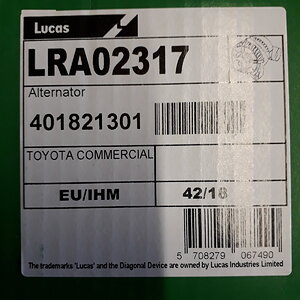 Lucas
LRA02317
Alternator
401821301
TOYOTA COMMERCIAL
EU/IHM 42/18
5 708279 067490
The trademarks 'Lucas' and the Diagonal Device are owned by Lucas Industries Limited